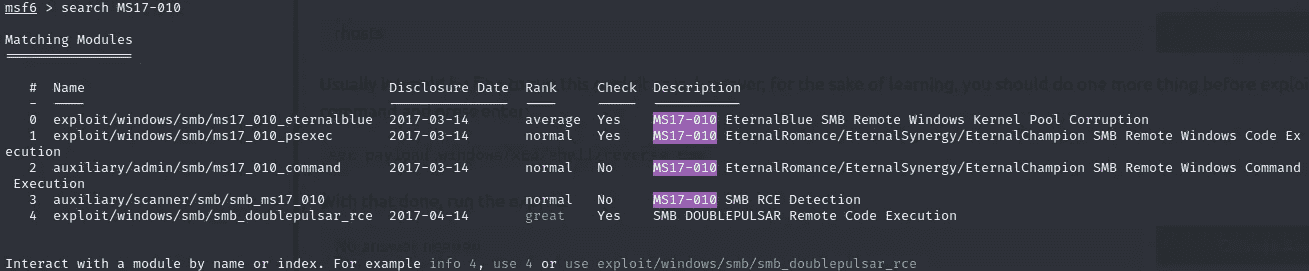 msf6 > search MS17-010
Matching Modules
================
# Name Disclosure Date Rank Check Description
- ---- --------------- ---- ----- -----------
0 exploit/windows/smb/ms17_010_eternalblue 2017-03-14 average Yes MS17-010 EternalBlue SMB Remote Windows Kernel Pool Corruption
1 exploit/windows/smb/ms17_010_psexec 2017-03-14 normal Yes MS17-010 EternalRomance/EternalSynergy/EternalChampion SMB Remote Windows Code Ex
ecution
2 auxiliary/admin/smb/ms17_010_command 2017-03-14 normal No MS17-010 EternalRomance/EternalSynergy/EternalChampion SMB Remote Windows Command
Execution
3 auxiliary/scanner/smb/smb_ms17_010 normal No MS17-010 SMB RCE Detection
4 exploit/windows/smb/smb_doublepulsar_rce 2017-04-14 great Yes SMB DOUBLEPULSAR Remote Code Execution
Interact with a module by name or index. For example info 4, use 4 or use exploit/windows/smb/smb_doublepulsar_rce